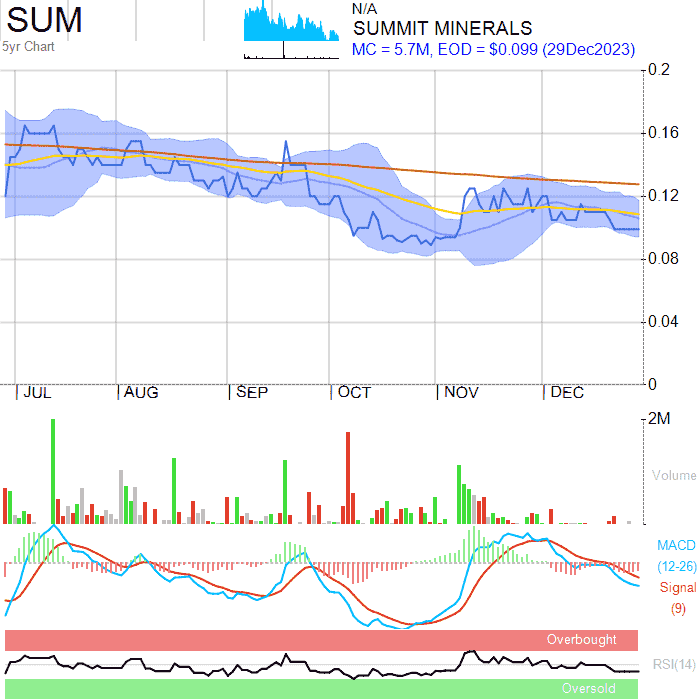 SUM
5yr Chart
N/A
SUMMIT MINERALS
MC = 5.7M, EOD = $0.099 (29Dec2023)
0.2
0.16
0.12
0.08
0.04
0
JUL AUG SEP OCT NOV DEC
2M
Volume
MACD
(12-26)
Signal
(9)
Overbought
RSI(14)
Oversold